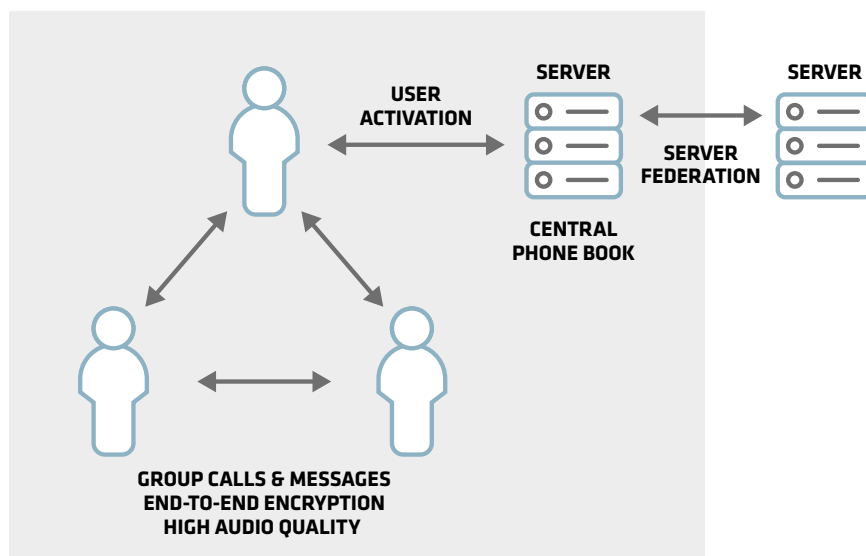 SERVER
SERVER
USER
ACTIVATION
SERVER
FEDERATION
CENTRAL
PHONE BOOK
GROUP CALLS & MESSAGES
END-TO-END ENCRYPTION
HIGH AUDIO QUALITY